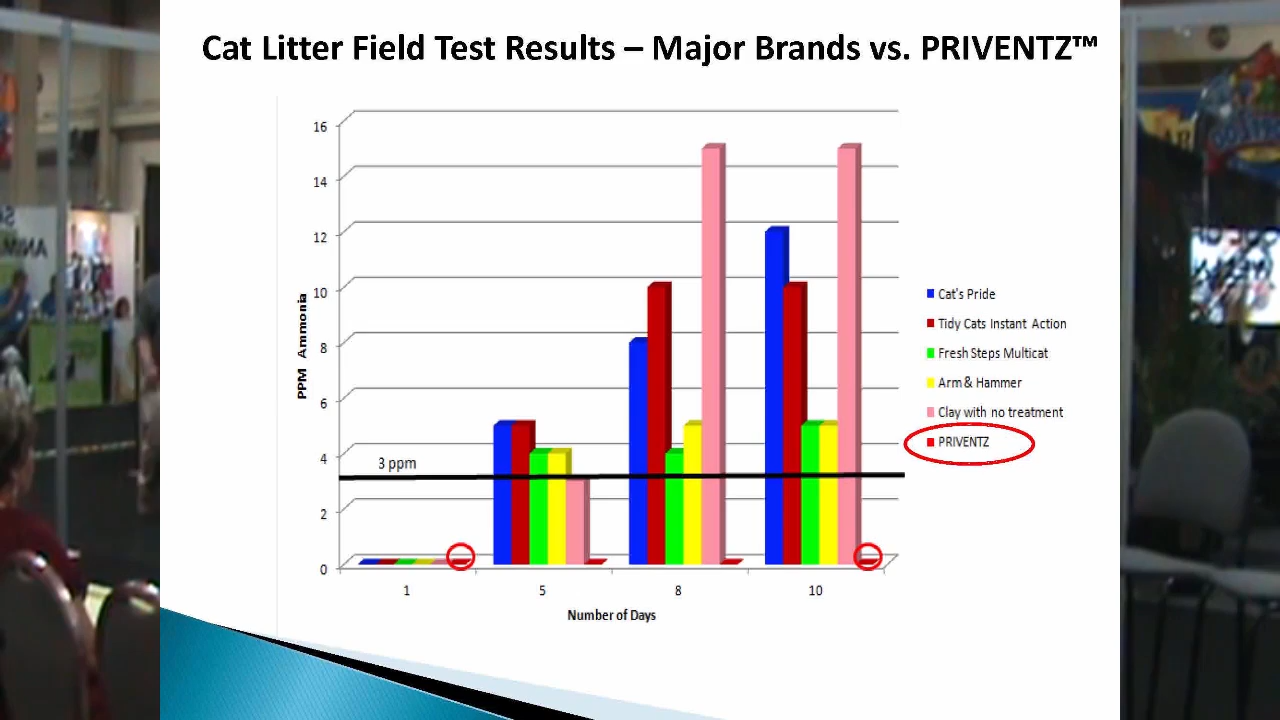 Cat Litter Field Test Results – Major Brands vs. PRIVENTZ™
16
14
12
10
8
6
4
2
0
PPM Ammonia
3 ppm
1 5 8 10
Number of Days
Cat's Pride
Tidy Cats Instant Action
Fresh Steps Multicat
Arm & Hammer
Clay with no treatment
PRIVENTZ